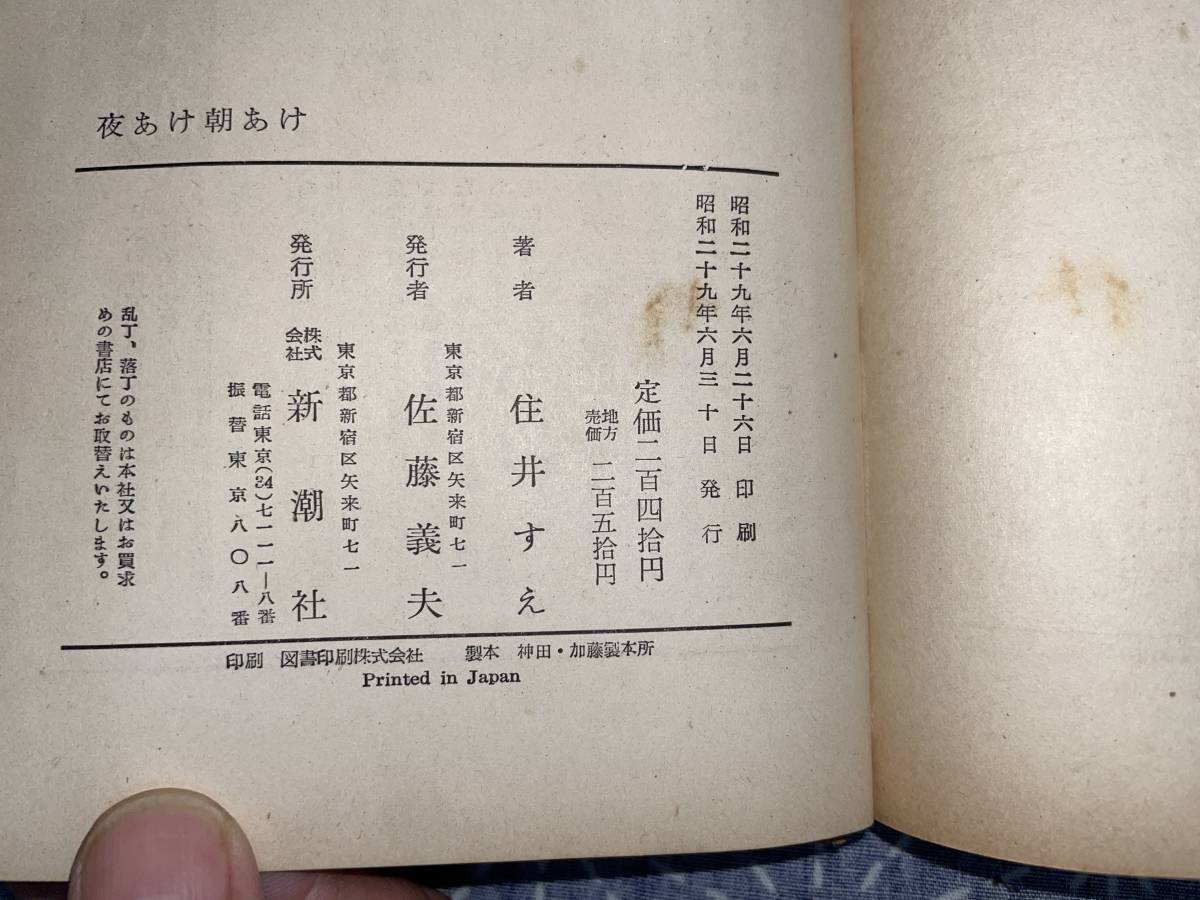 夜あけ朝あけ
昭和二十九年六月二十六日 印刷
昭和二十九年六月三十日 発行
定価二百四拾円
地方売価 二百五拾円
著者 住井すゑ
東京都新宿区矢来町七一
発行者 佐藤義夫
東京都新宿区矢来町七一
発行所 株式会社 新潮社
電話東京(34)七一一一—八番
振替東京八〇八番
乱丁、落丁のものは本社又はお買求
めの書店にてお取替えいたします。
印刷 図書印刷株式会社 製本 神田・加藤製本所
Printed in Japan